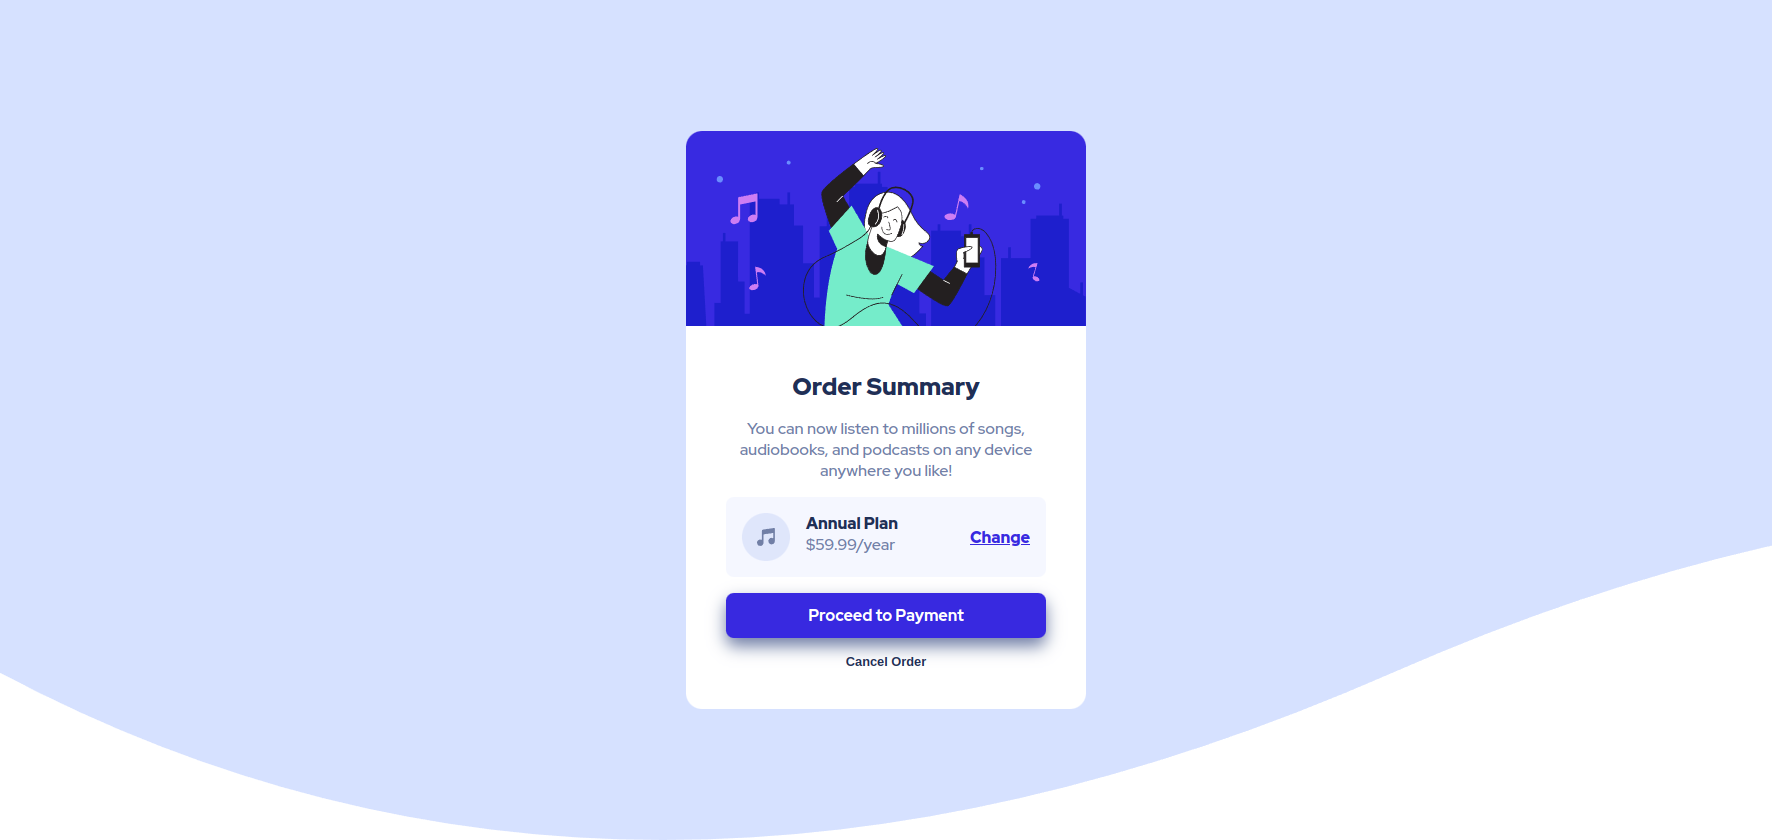 Order Summary
You can now listen to millions of songs,
audiobooks, and podcasts on any device
anywhere you like!
Annual Plan
$59.99/year
Change
Proceed to Payment
Cancel Order